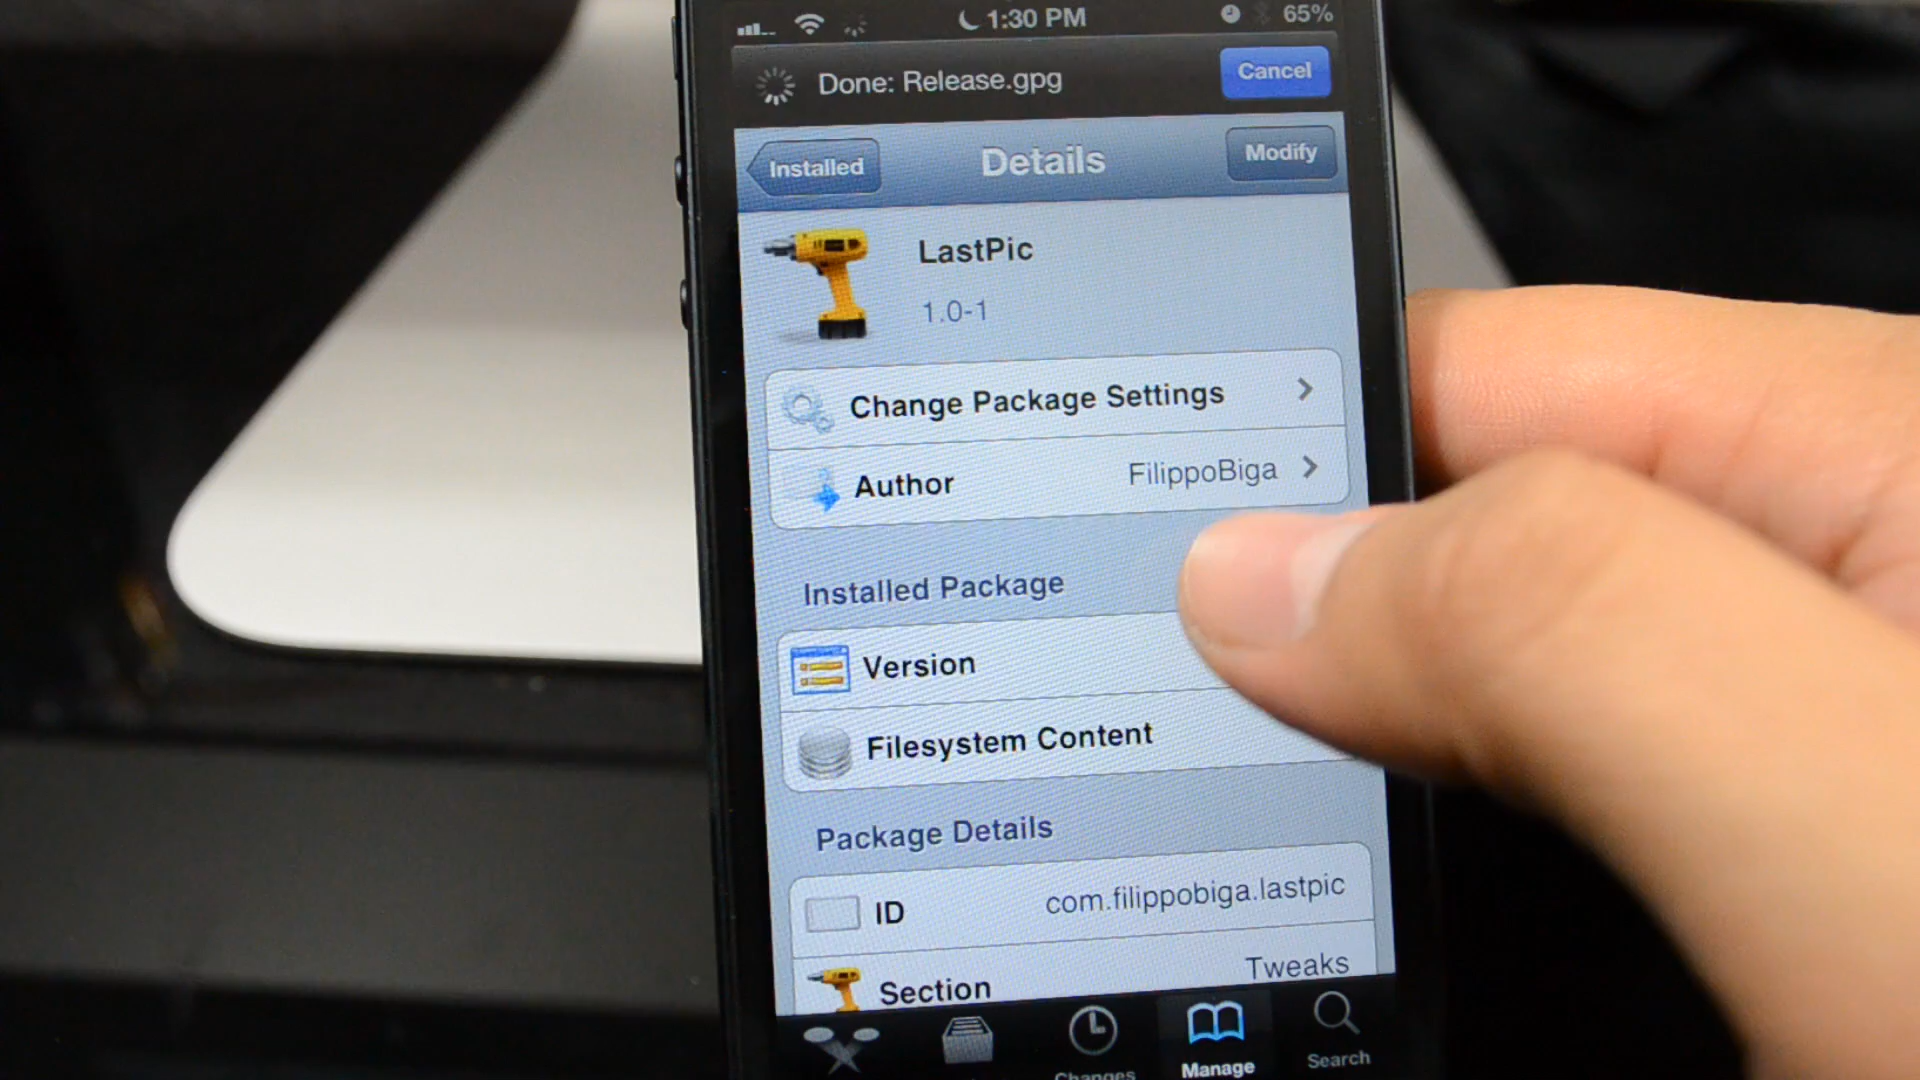 1:30 PM
65%
Done: Release.gpg
Cancel
Installed
Details
Modify
LastPic
1.0-1
Change Package Settings
Author
FilippoBiga
Installed Package
Version
Filesystem Content
Package Details
ID
com.filippobiga.lastpic
Section
Tweaks
Changes
Manage
Search